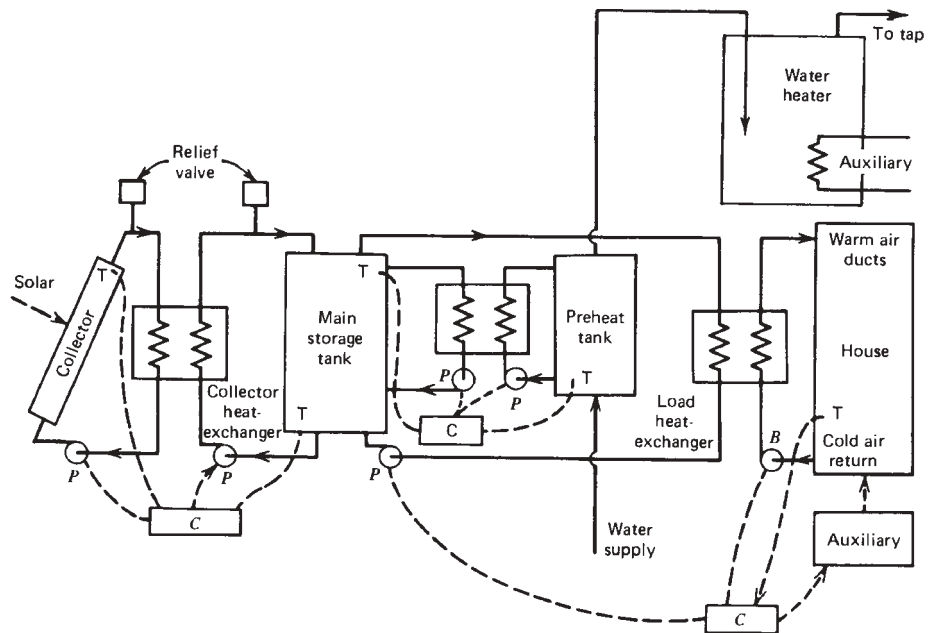 To tap
Water
heater
Auxiliary
Relief
valve
Solar
T
Collector
Collector
heat-
exchanger
P
P
C
Main
storage
tank
T
T
P
P
C
Preheat
tank
T
P
Water
supply
Load
heat-
exchanger
Warm air
ducts
House
T
Cold air
return
B
Auxiliary
C